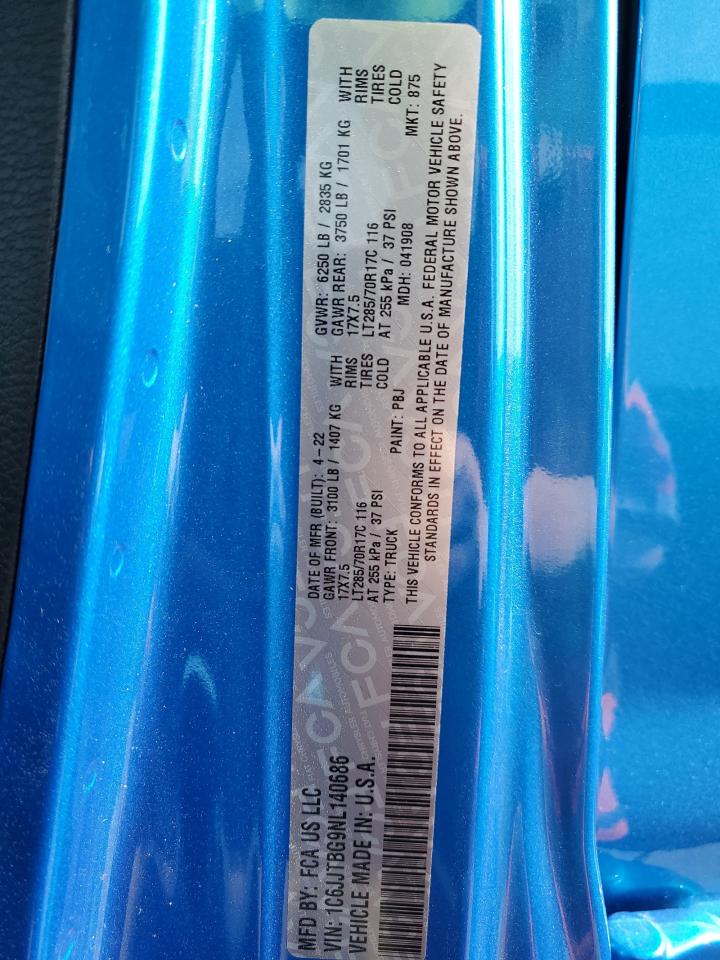 MFD BY: FCA US LLC
VIN: 1C6JJTBG9NL140686
VEHICLE MADE IN: U.S.A.
DATE OF MFR (BUILT): 4-22 GVWR: 6250 LB / 2835 KG
GAWR FRONT: 3100 LB / 1407 KG WITH GAWR REAR: 3750 LB / 1701 KG WITH
17X7.5 RIMS 17X7.5 RIMS
LT285/70R17C 116 TIRES LT285/70R17C 116 TIRES
AT 255 kPa / 37 PSI COLD AT 255 kPa / 37 PSI COLD
TYPE: TRUCK PAINT: PBJ MDH: 041908 MKT: 875
THIS VEHICLE CONFORMS TO ALL APPLICABLE U.S.A. FEDERAL MOTOR VEHICLE SAFETY
STANDARDS IN EFFECT ON THE DATE OF MANUFACTURE SHOWN ABOVE.